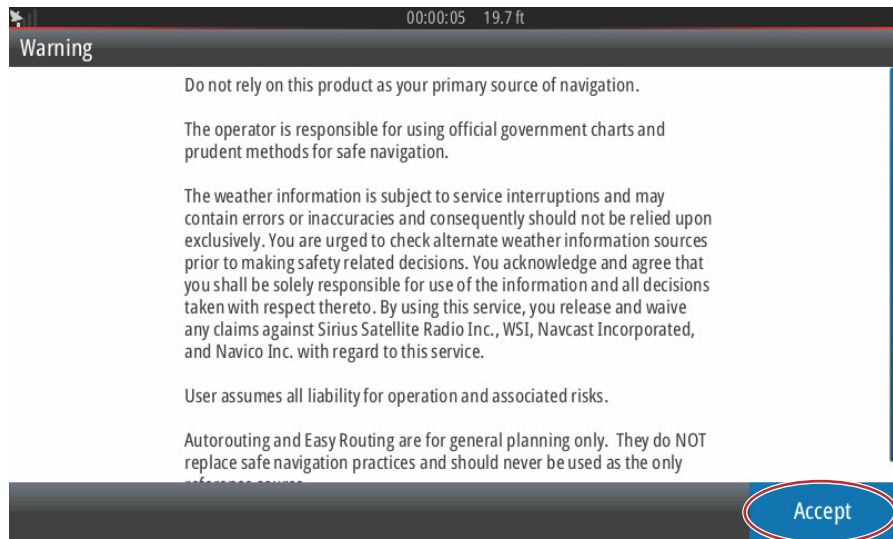 00:00:05 19.7 ft
Warning
Do not rely on this product as your primary source of navigation.
The operator is responsible for using official government charts and
prudent methods for safe navigation.
The weather information is subject to service interruptions and may
contain errors or inaccuracies and consequently should not be relied upon
exclusively. You are urged to check alternate weather information sources
prior to making safety related decisions. You acknowledge and agree that
you shall be solely responsible for use of the information and all decisions
taken with respect thereto. By using this service, you release and waive
any claims against Sirius Satellite Radio Inc., WSI, Navcast Incorporated,
and Navico Inc. with regard to this service.
User assumes all liability for operation and associated risks.
Autorouting and Easy Routing are for general planning only. They do NOT
replace safe navigation practices and should never be used as the only
Accept